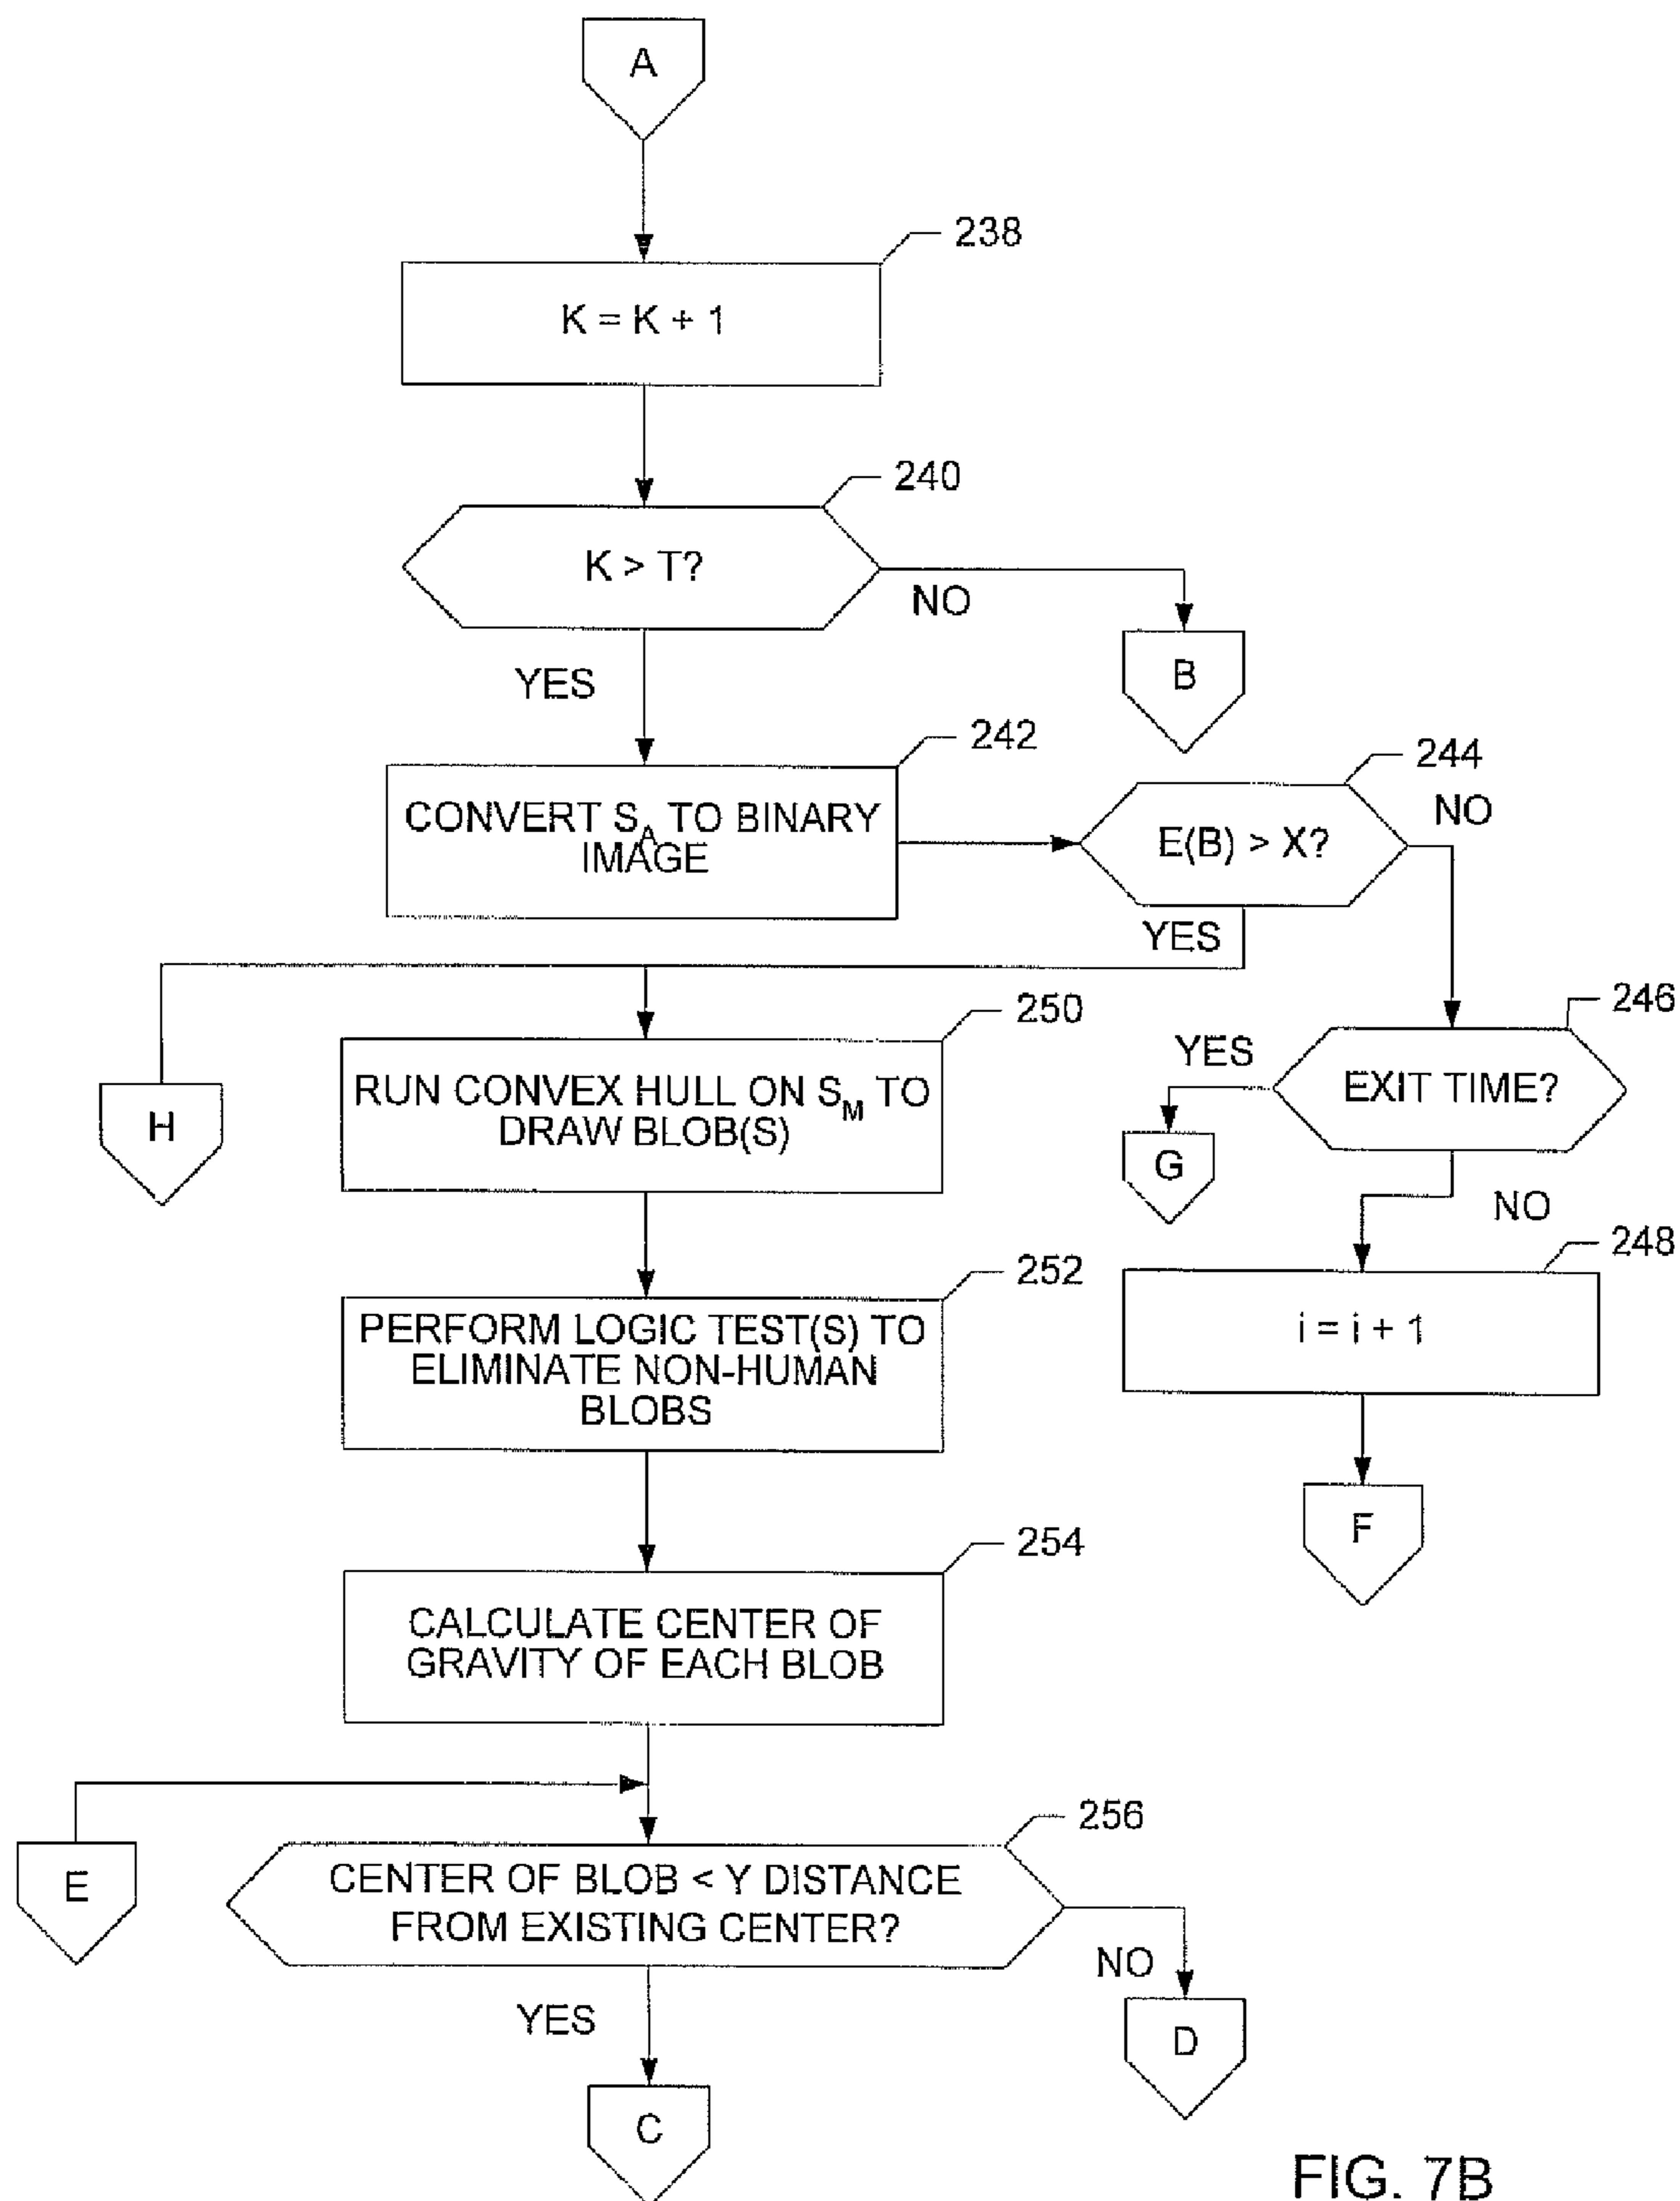 A
238
K = K + 1
240
K > T?
NO
B
YES
242
CONVERT S_A TO BINARY
IMAGE
244
E(B) > X?
NO
YES
H
250
RUN CONVEX HULL ON S_M TO
DRAW BLOB(S)
246
YES
EXIT TIME?
G
NO
248
i = i + 1
F
252
PERFORM LOGIC TEST(S) TO
ELIMINATE NON-HUMAN
BLOBS
254
CALCULATE CENTER OF
GRAVITY OF EACH BLOB
E
256
CENTER OF BLOB < Y DISTANCE
FROM EXISTING CENTER?
NO
D
YES
C
FIG. 7B